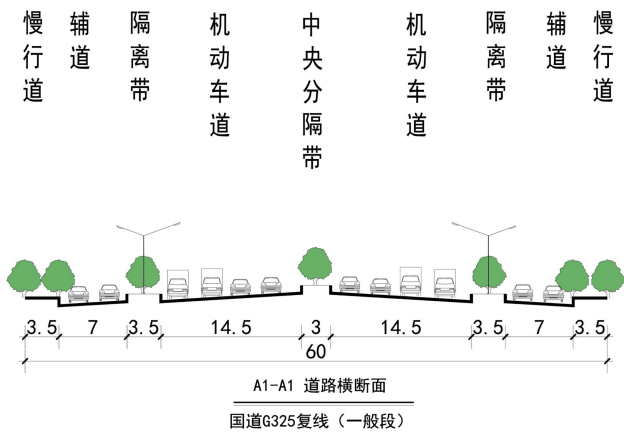 慢行道 辅道 隔离带 机动车道 中央分隔带 机动车道 隔离带 辅道 慢行道
3.5 7 3.5 14.5 3 14.5 3.5 7 3.5
60
A1-A1 道路横断面
国道G325复线（一般段）